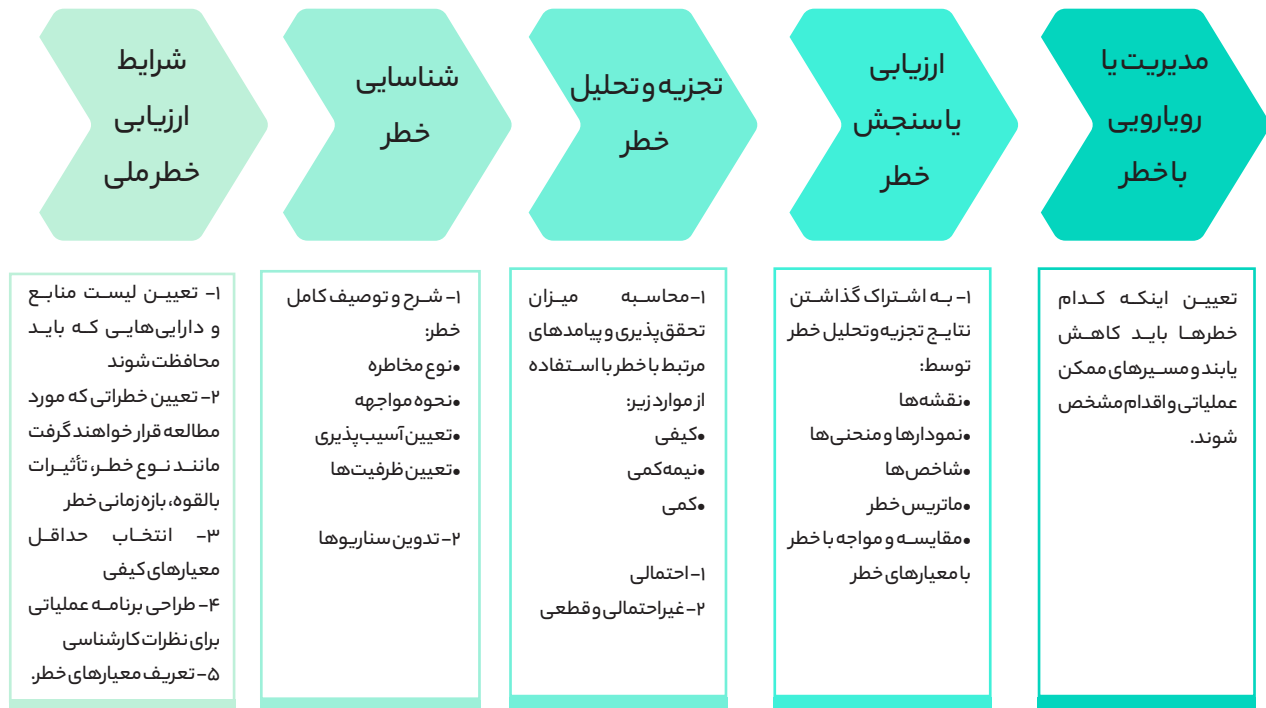 شرایط
ارزیابی
خطر ملی
۱- تعیین لیست منابع
و دارایی‌هایی که باید
محافظت شوند
۲- تعیین خطراتی که مورد
مطالعه قرار خواهند گرفت
مانند نوع خطر، تأثیرات
بالقوه، بازه زمانی خطر
۳- انتخاب حداقل
معیارهای کیفی
۴- طراحی برنامه عملیاتی
برای نظرات کارشناسی
۵- تعریف معیارهای خطر.
شناسایی
خطر
۱- شرح و توصیف کامل
خطر:
•نوع مخاطره
•نحوه مواجهه
•تعیین آسیب‌پذیری
•تعیین ظرفیت‌ها
۲- تدوین سناریوها
تجزیه و تحلیل
خطر
۱-محاسبه میزان
تحقق‌پذیری و پیامدهای
مرتبط با خطر با استفاده
از موارد زیر:
•کیفی
•نیمه‌کمی
•کمی
۱- احتمالی
۲- غیراحتمالی و قطعی
ارزیابی
یا سنجش
خطر
۱- به اشتراک گذاشتن
نتایج تجزیه‌وتحلیل خطر
توسط:
•نقشه‌ها
•نمودارها و منحنی‌ها
•شاخص‌ها
•ماتریس خطر
•مقایسه و مواجه با خطر
با معیارهای خطر
مدیریت یا
رویارویی
با خطر
تعیین اینکه کدام
خطرها باید کاهش
یابند و مسیرهای ممکن
عملیاتی و اقدام مشخص
شوند.